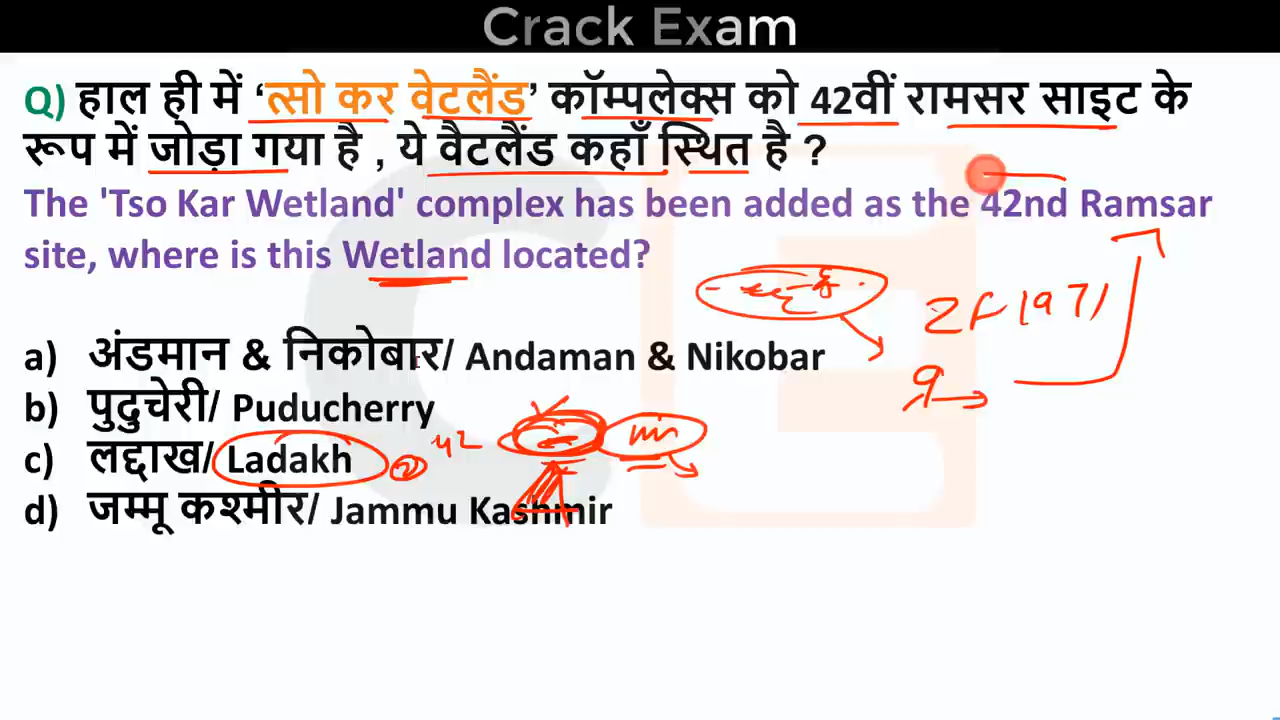 Crack Exam
Q) हाल ही में ‘त्सो कर वेटलैंड’ कॉम्पलेक्स को 42वीं रामसर साइट के
रूप में जोड़ा गया है , ये वैटलैंड कहाँ स्थित है ?
The 'Tso Kar Wetland' complex has been added as the 42nd Ramsar
site, where is this Wetland located?
2F 1971
a) अंडमान & निकोबार/ Andaman & Nikobar
b) पुदुचेरी/ Puducherry
c) लद्दाख/ Ladakh 42
d) जम्मू कश्मीर/ Jammu Kashmir